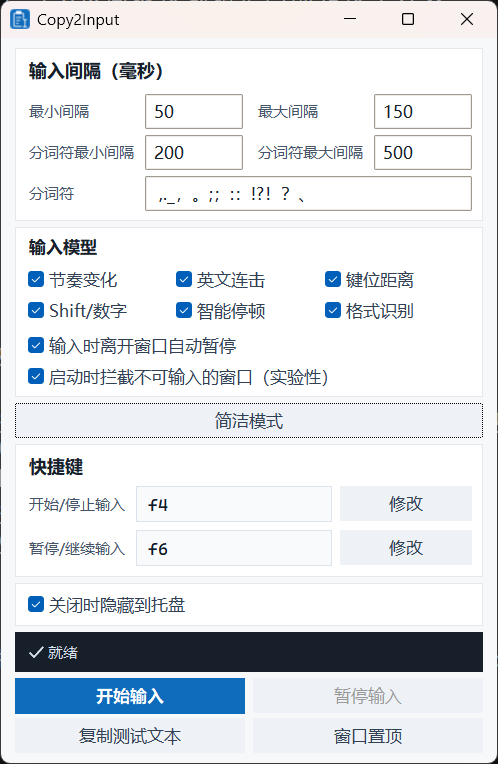 Copy2Input
输入间隔（毫秒）
最小间隔 50 最大间隔 150
分词符最小间隔 200 分词符最大间隔 500
分词符 ,._，。;；:：!?！？、
输入模型
节奏变化 英文连击 键位距离
Shift/数字 智能停顿 格式识别
输入时离开窗口自动暂停
启动时拦截不可输入的窗口（实验性）
简洁模式
快捷键
开始/停止输入 f4 修改
暂停/继续输入 f6 修改
关闭时隐藏到托盘
✓ 就绪
开始输入 暂停输入
复制测试文本 窗口置顶